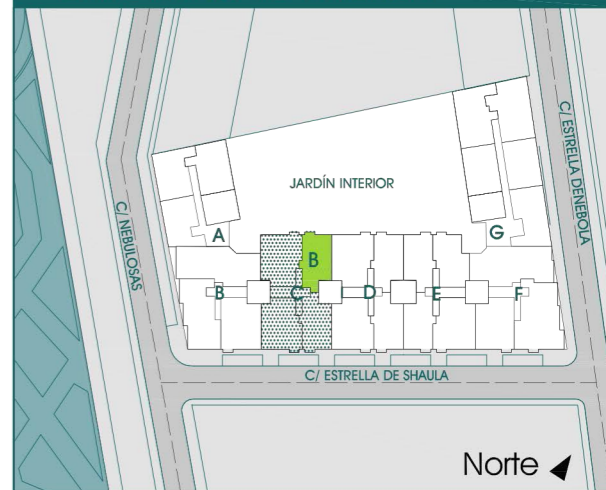 C/ ESTRELLA DENEBOLA
JARDÍN INTERIOR
C/ NEBULOSAS
A
G
B
B
C
D
E
F
C/ ESTRELLA DE SHAULA
Norte